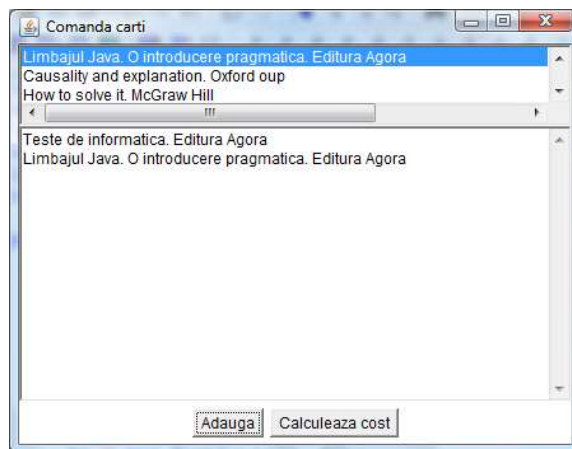 Comanda carti
Limbajul Java. O introducere pragmatica. Editura Agora
Causality and explanation. Oxford oup
How to solve it. McGraw Hill
Teste de informatica. Editura Agora
Limbajul Java. O introducere pragmatica. Editura Agora
Adauga Calculeaza cost